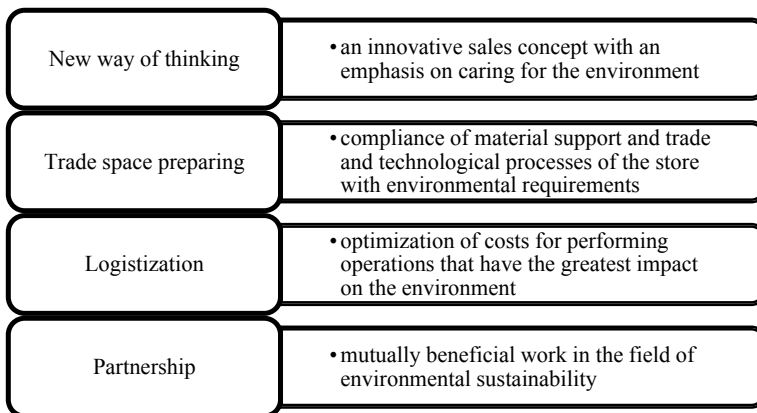 New way of thinking
• an innovative sales concept with an
emphasis on caring for the environment
Trade space preparing
• compliance of material support and trade
and technological processes of the store
with environmental requirements
Logistization
• optimization of costs for performing
operations that have the greatest impact
on the environment
Partnership
• mutually beneficial work in the field of
environmental sustainability